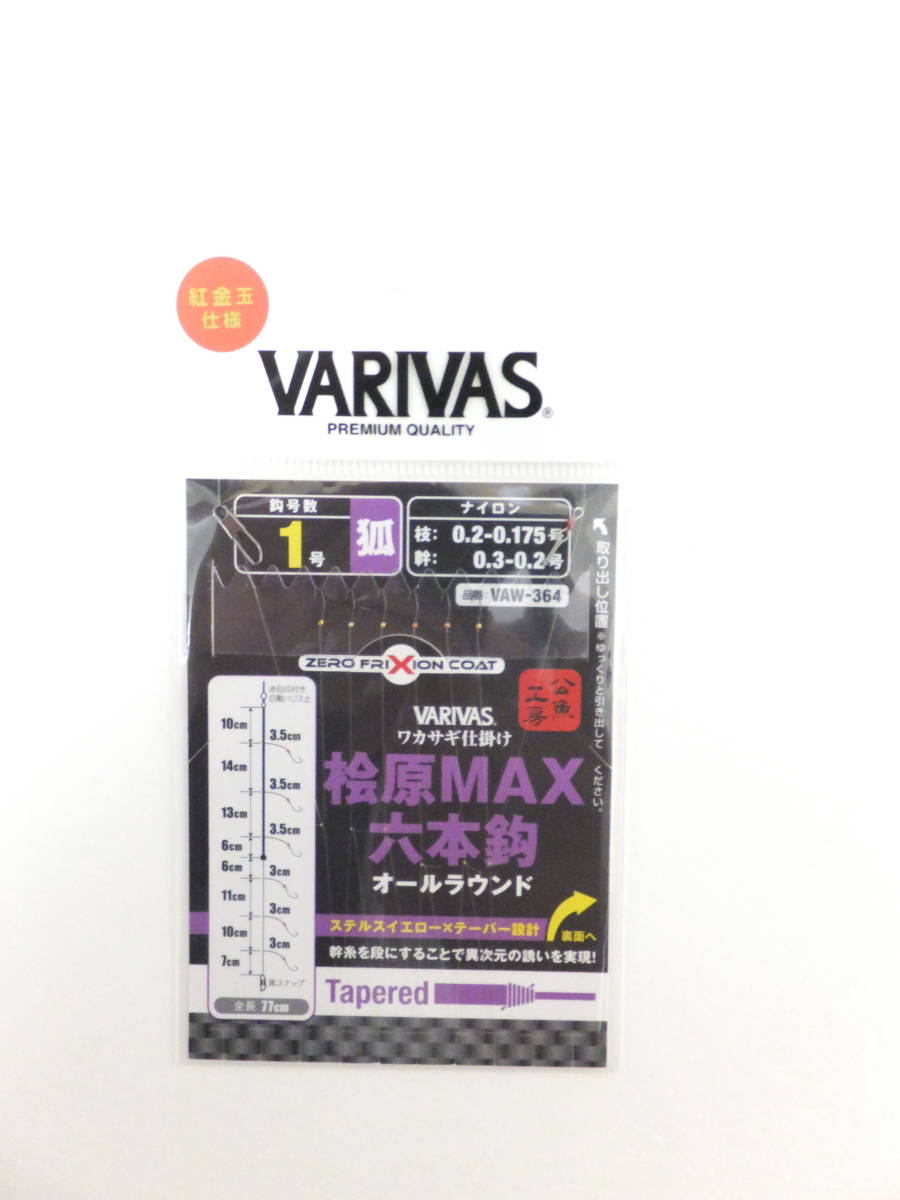 紅金玉
仕様
VARIVAS®
PREMIUM QUALITY
鈎号数
1号
狐
ナイロン
枝: 0.2-0.175号
幹: 0.3-0.2号
品番: VAW-364
取り出し位置 ※ゆっくりと引き出してください。
ZERO FRIXION COAT
公魚
工房
VARIVAS®
ワカサギ仕掛け
桧原MAX
六本鈎
オールラウンド
自動ハリス止
10cm
3.5cm
14cm
3.5cm
13cm
3.5cm
6cm
6cm
3cm
11cm
3cm
10cm
3cm
7cm
黒スナップ
全長 77cm
ステルスイエロー×テーパー設計
裏面へ
幹糸を段にすることで異次元の誘いを実現!
Tapered